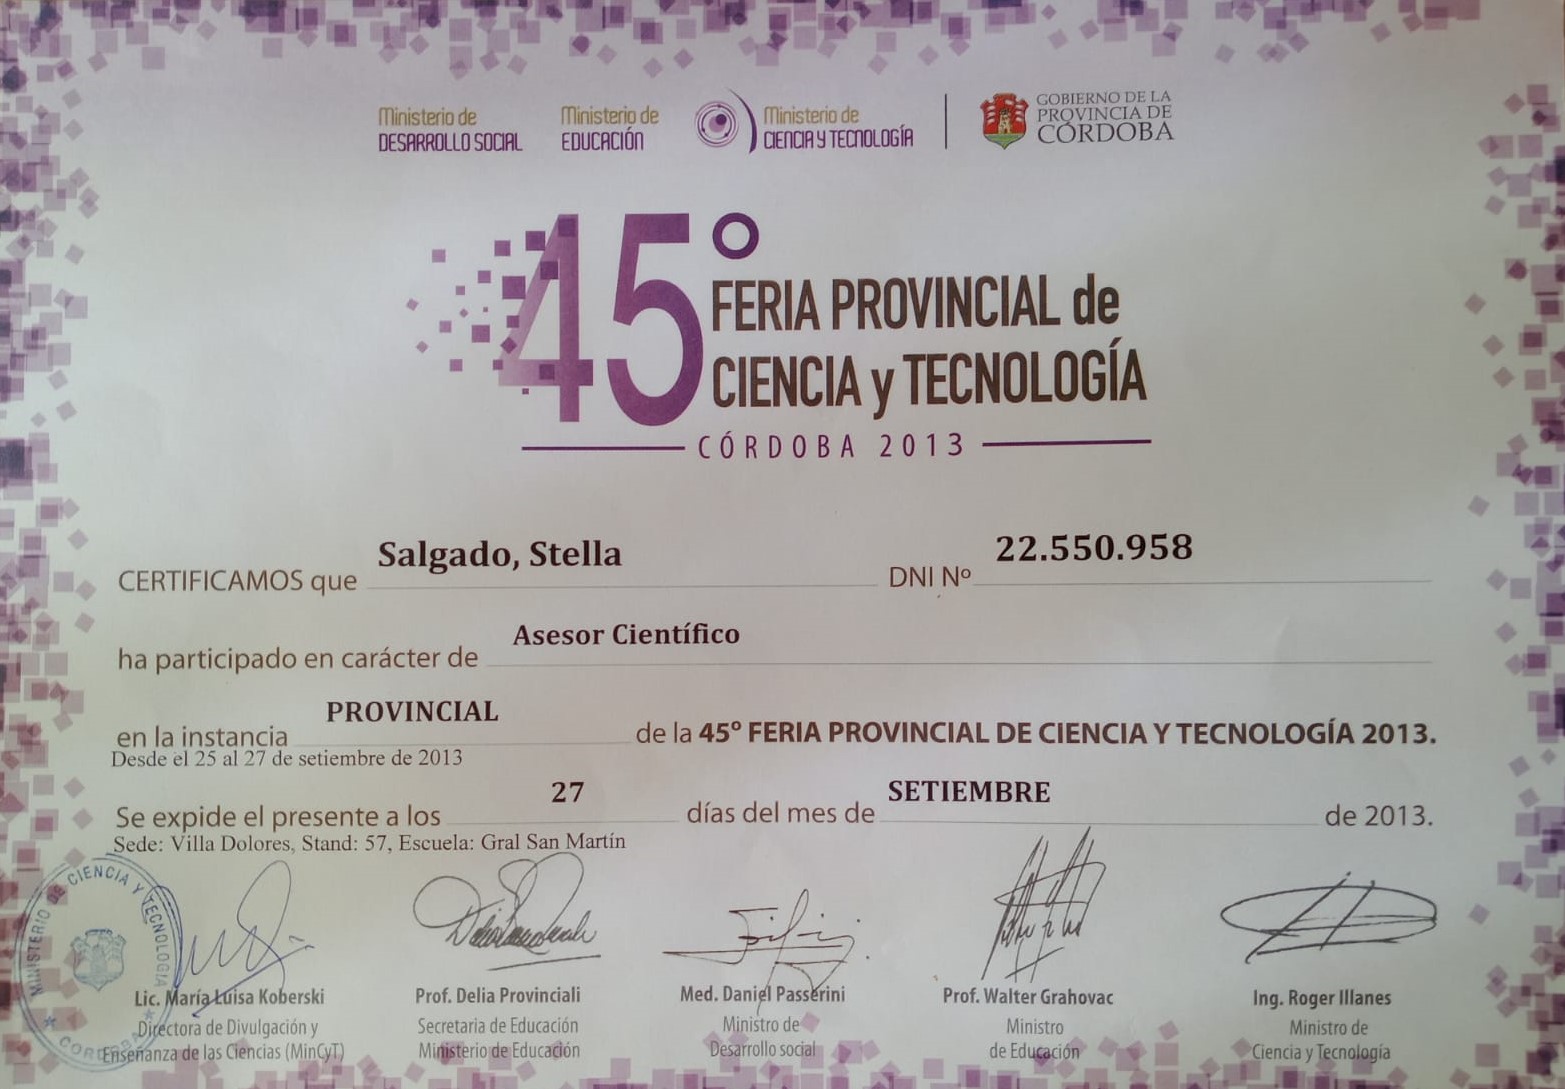 Ministerio de
DESARROLLO SOCIAL
Ministerio de
EDUCACIÓN
Ministerio de
CIENCIA Y TECNOLOGÍA
GOBIERNO DE LA
PROVINCIA DE
CÓRDOBA
45°
FERIA PROVINCIAL de
CIENCIA y TECNOLOGÍA
CÓRDOBA 2013
CERTIFICAMOS que Salgado, Stella DNI Nº 22.550.958
ha participado en carácter de Asesor Científico
en la instancia PROVINCIAL de la 45º FERIA PROVINCIAL DE CIENCIA Y TECNOLOGÍA 2013.
Desde el 25 al 27 de setiembre de 2013
Se expide el presente a los 27 días del mes de SETIEMBRE de 2013.
Sede: Villa Dolores, Stand: 57, Escuela: Gral San Martín
MINISTERIO DE CIENCIA Y TECNOLOGIA
CORDOBA
Lic. María Luisa Koberski
Directora de Divulgación y
Enseñanza de las Ciencias (MinCyT)
Prof. Delia Provinciali
Secretaria de Educación
Ministerio de Educación
Med. Daniel Passerini
Ministro de
Desarrollo social
Prof. Walter Grahovac
Ministro
de Educación
Ing. Roger Illanes
Ministro de
Ciencia y Tecnología